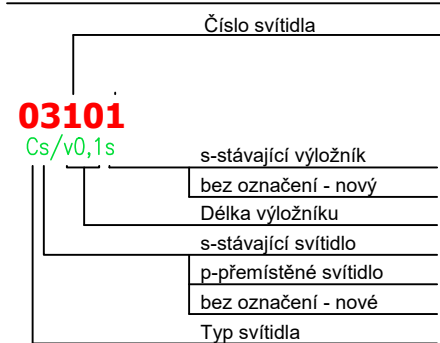 Číslo svítidla
03101
Cs/v0,1s
s-stávající výložník
bez označení - nový
Délka výložníku
s-stávající svítidlo
p-přemístěné svítidlo
bez označení - nové
Typ svítidla